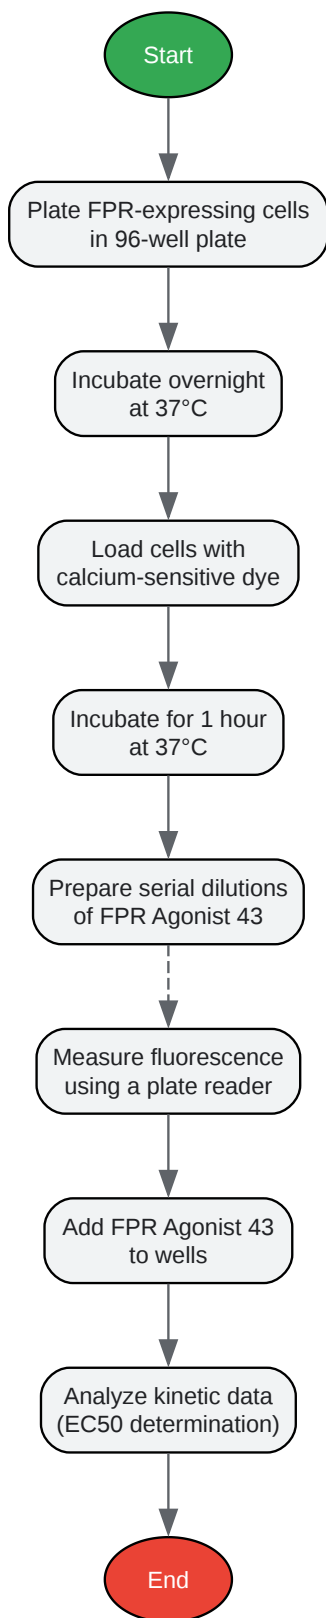 Start
Plate FPR-expressing cells
in 96-well plate
Incubate overnight
at 37°C
Load cells with
calcium-sensitive dye
Incubate for 1 hour
at 37°C
Prepare serial dilutions
of FPR Agonist 43
Measure fluorescence
using a plate reader
Add FPR Agonist 43
to wells
Analyze kinetic data
(EC50 determination)
End